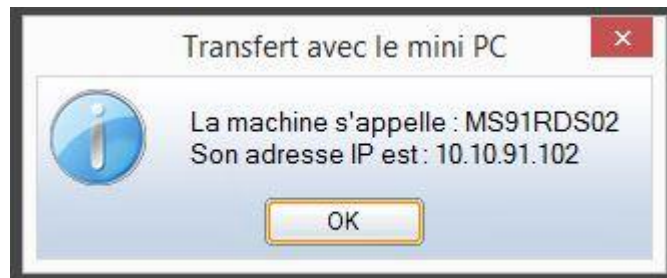 Transfert avec le mini PC
La machine s'appelle : MS91RDS02
Son adresse IP est : 10.10.91.102
OK